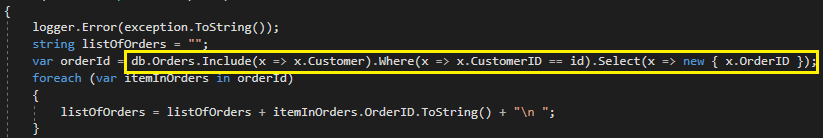 {
logger.Error(exception.ToString());
string listOfOrders = "";
var orderId = db.Orders.Include(x => x.Customer).Where(x => x.CustomerID == id).Select(x => new { x.OrderID });
foreach (var itemInOrders in orderId)
{
listOfOrders = listOfOrders + itemInOrders.OrderID.ToString() + "\n ";
}